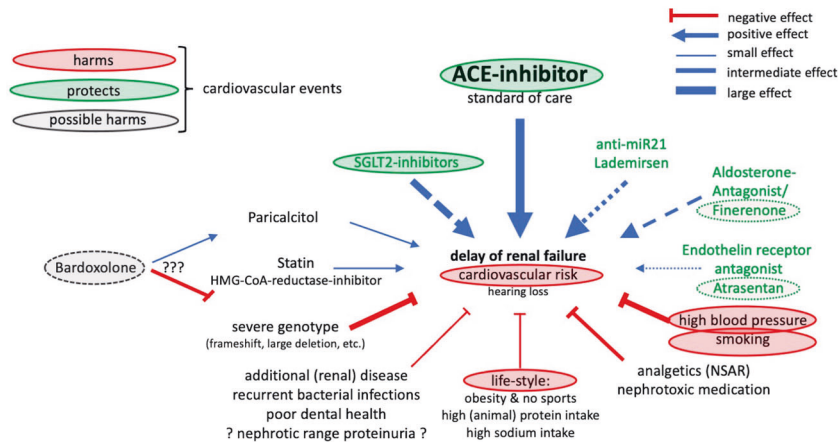 negative effect
positive effect
small effect
intermediate effect
large effect
harms
protects
possible harms
cardiovascular events
ACE-inhibitor
standard of care
SGLT2-inhibitors
anti-miR21
Lademirsen
Aldosterone-
Antagonist/
Finerenone
Paricalcitol
Bardoxolone
???
Statin
HMG-CoA-reductase-inhibitor
delay of renal failure
cardiovascular risk
hearing loss
Endothelin receptor
antagonist
Atrasentan
severe genotype
(frameshift, large deletion, etc.)
high blood pressure
smoking
additional (renal) disease
recurrent bacterial infections
poor dental health
? nephrotic range proteinuria ?
life-style:
obesity & no sports
high (animal) protein intake
high sodium intake
analgetics (NSAR)
nephrotoxic medication